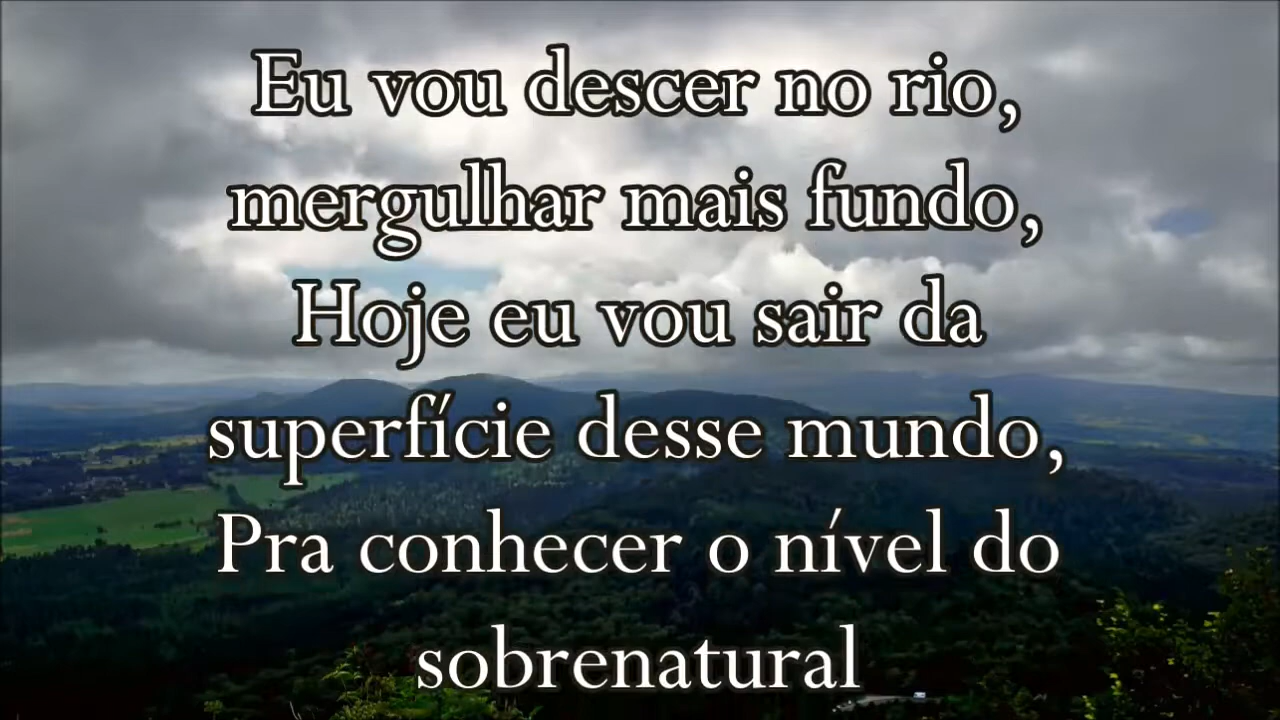 Eu vou descer no rio,
mergulhar mais fundo,
Hoje eu vou sair da
superfície desse mundo,
Pra conhecer o nível do
sobrenatural